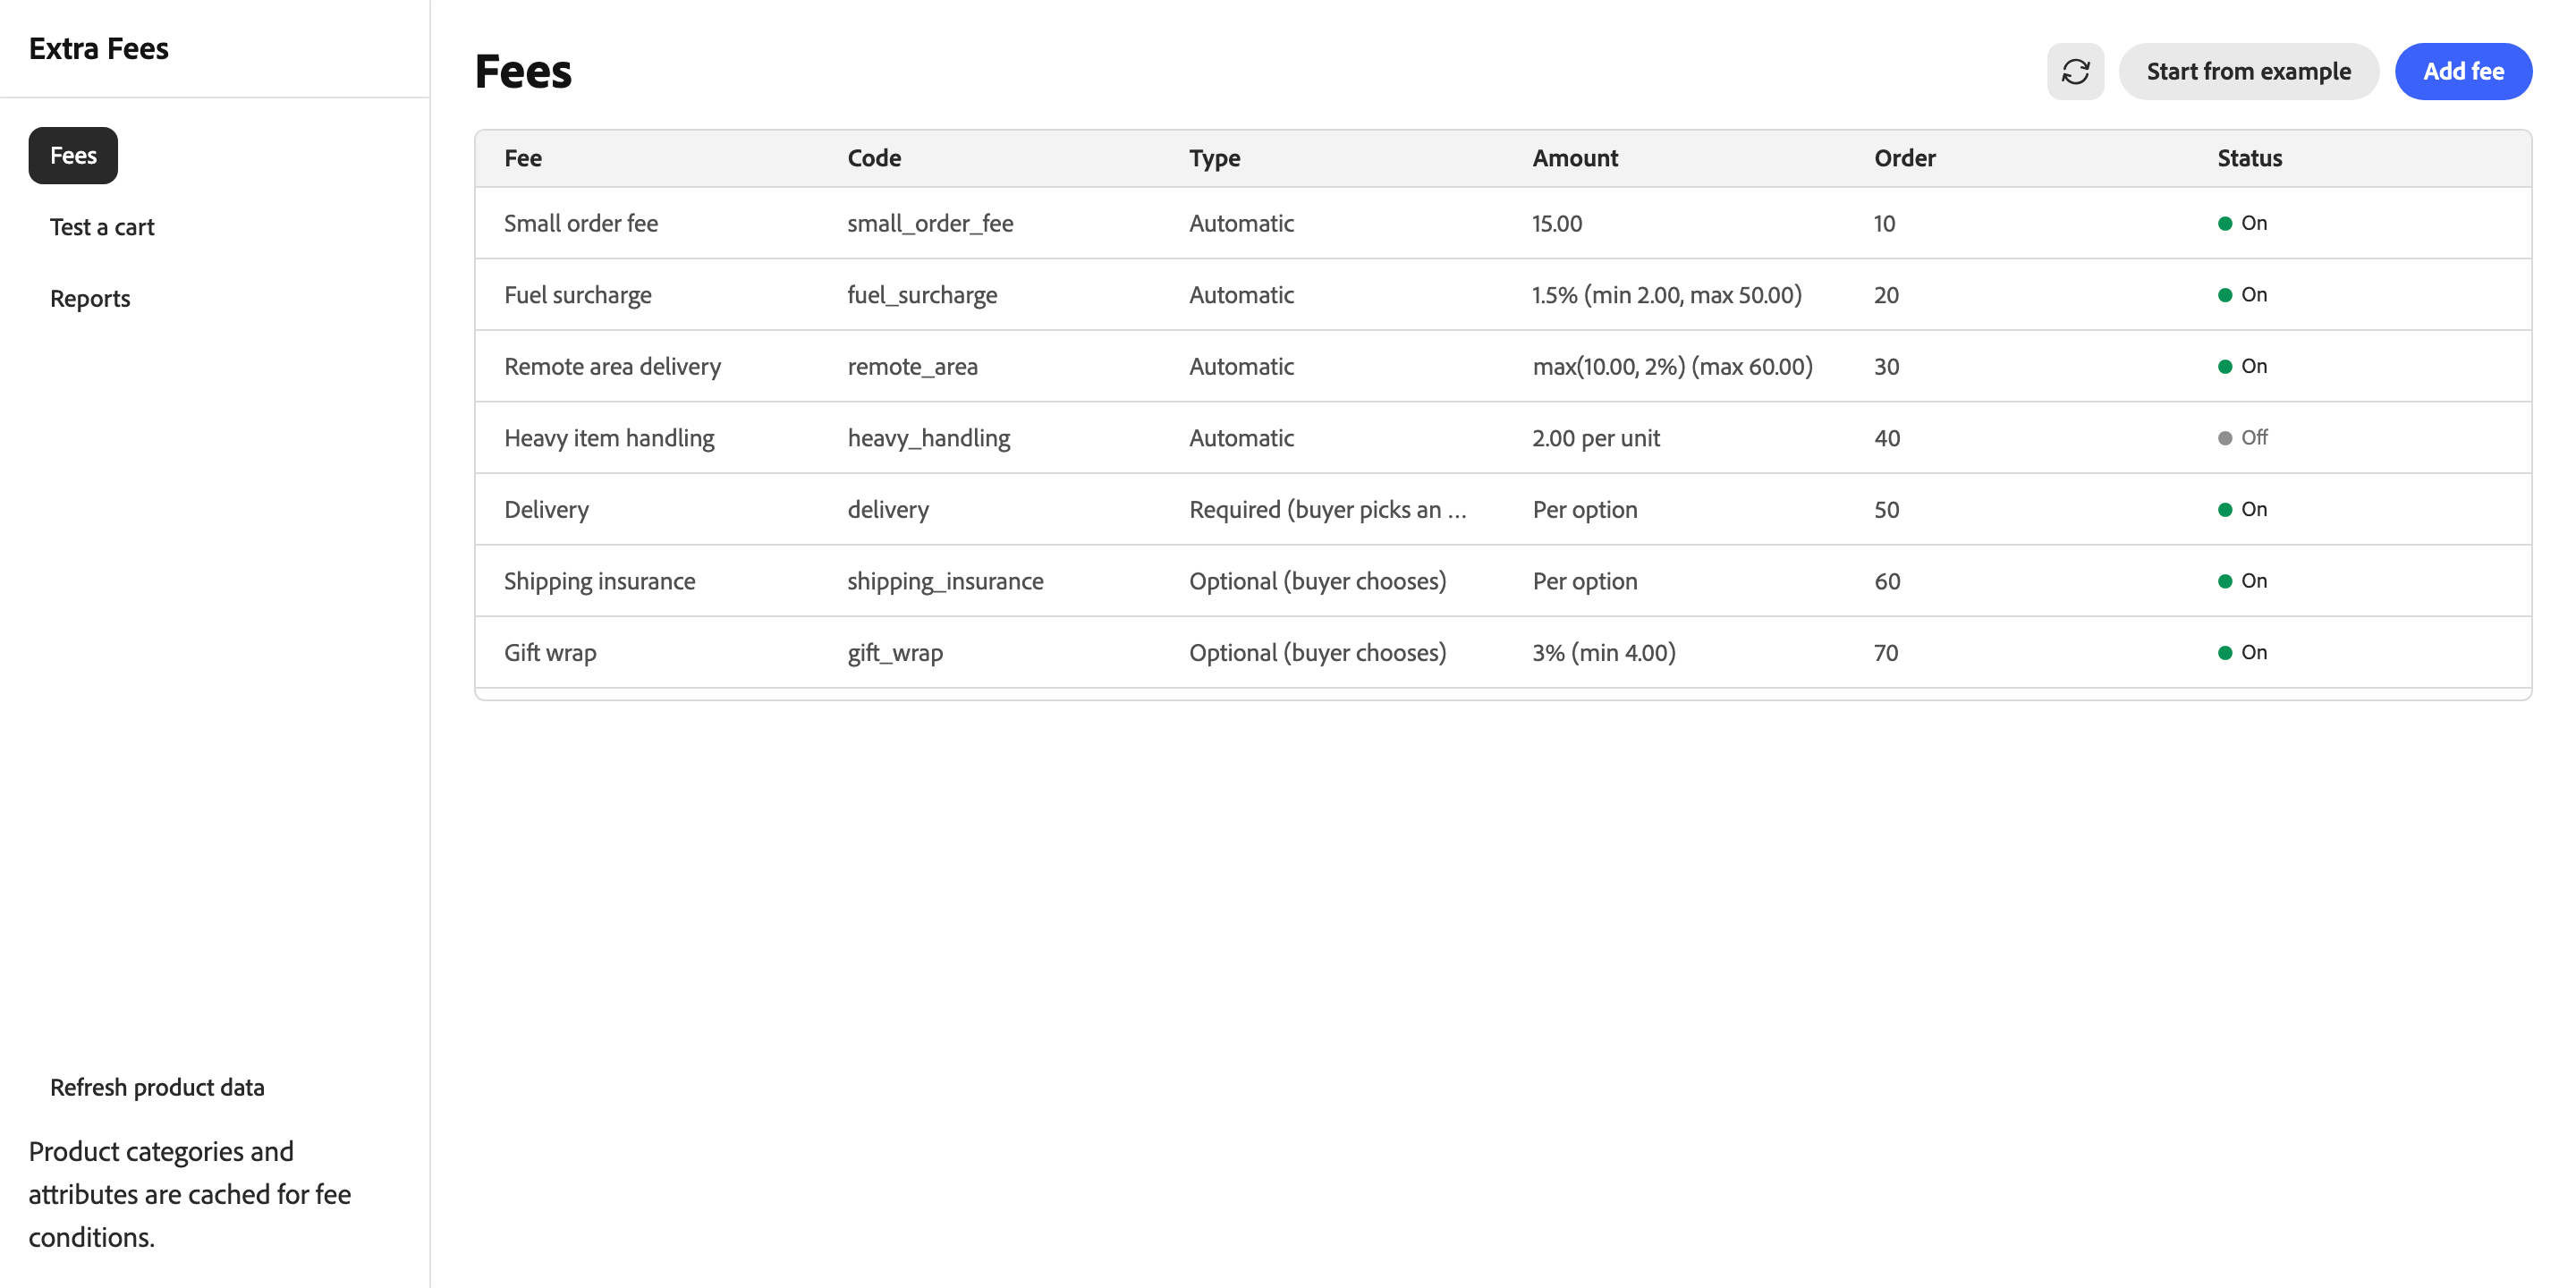 Extra Fees
Fees
Test a cart
Reports
Refresh product data
Product categories and
attributes are cached for fee
conditions.
Fees
Start from example
Add fee
Fee Code Type Amount Order Status
Small order fee small_order_fee Automatic 15.00 10 On
Fuel surcharge fuel_surcharge Automatic 1.5% (min 2.00, max 50.00) 20 On
Remote area delivery remote_area Automatic max(10.00, 2%) (max 60.00) 30 On
Heavy item handling heavy_handling Automatic 2.00 per unit 40 Off
Delivery delivery Required (buyer picks an … Per option 50 On
Shipping insurance shipping_insurance Optional (buyer chooses) Per option 60 On
Gift wrap gift_wrap Optional (buyer chooses) 3% (min 4.00) 70 On